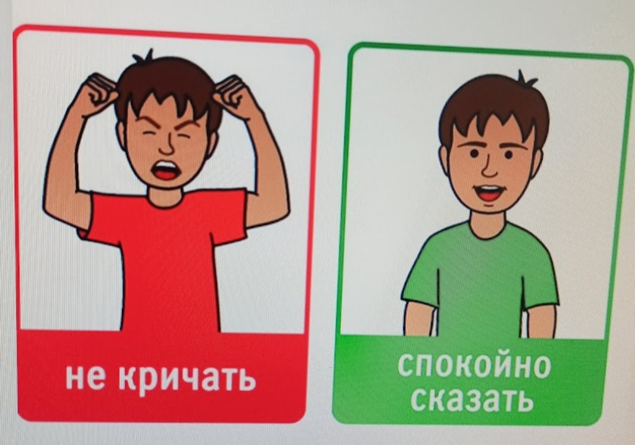 не кричать
спокойно
сказать